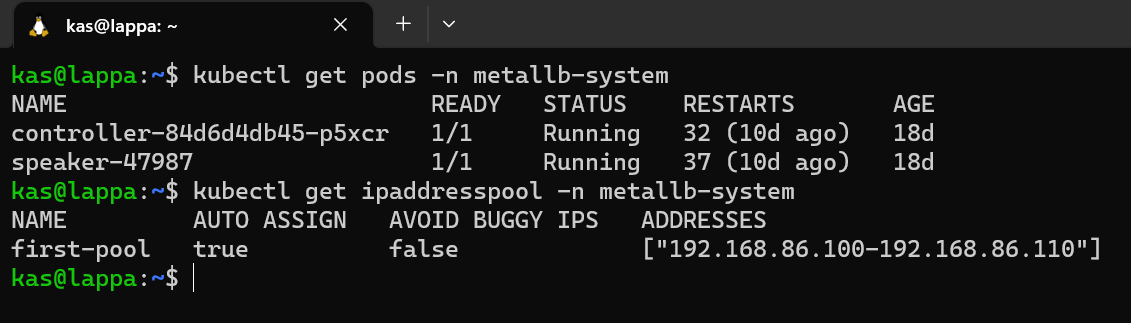 kas@lappa: ~
kas@lappa:~$ kubectl get pods -n metallb-system
NAME READY STATUS RESTARTS AGE
controller-84d6d4db45-p5xcr 1/1 Running 32 (10d ago) 18d
speaker-47987 1/1 Running 37 (10d ago) 18d
kas@lappa:~$ kubectl get ipaddresspool -n metallb-system
NAME AUTO ASSIGN AVOID BUGGY IPS ADDRESSES
first-pool true false ["192.168.86.100-192.168.86.110"]
kas@lappa:~$